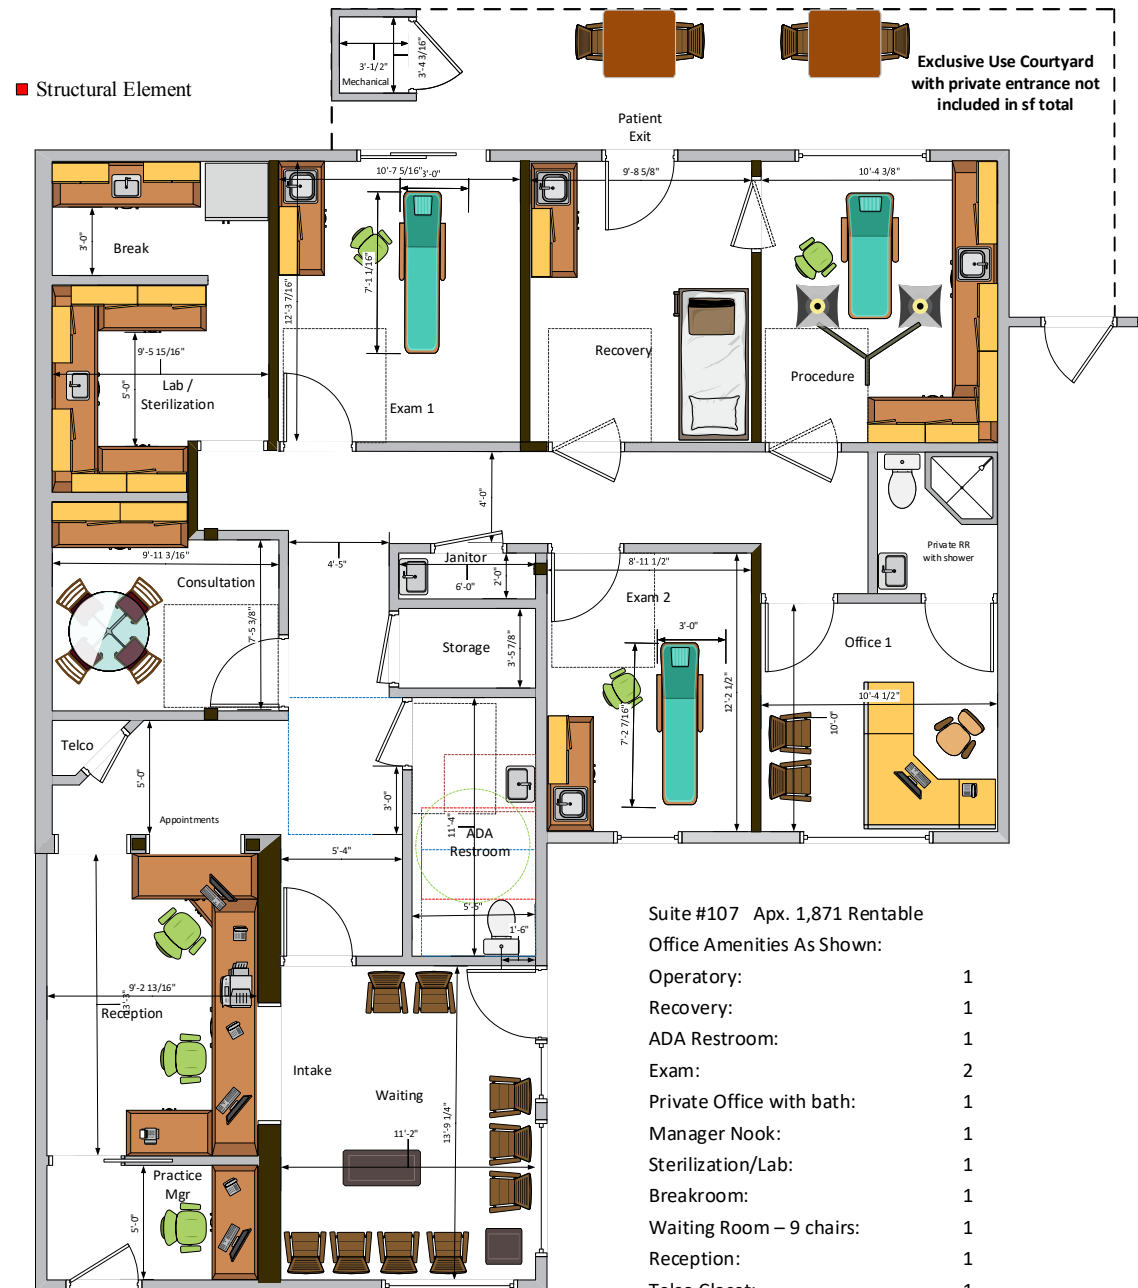 Structural Element
3'-1/2"
Mechanical
3'-4 3/16"
Exclusive Use Courtyard
with private entrance not
included in sf total
Patient
Exit
10'-7 5/16"
3'-0"
9'-8 5/8"
10'-4 3/8"
3'-0"
Break
7'-1 1/16"
12'-3 7/16"
9'-5 15/16"
5'-0"
Lab /
Sterilization
Exam 1
Recovery
Procedure
4'-0"
9'-11 3/16"
Consultation
7'-5 3/8"
4'-5"
Janitor
6'-0"
2'-0"
8'-11 1/2"
Exam 2
Private RR
with shower
Storage
3'-5 7/8"
3'-0"
12'-2 1/2"
7'-2 7/16"
Office 1
10'-4 1/2"
10'-0"
Telco
5'-0"
Appointments
3'-0"
11'-4"
ADA
Restroom
5'-4"
5'-5"
1'-6"
9'-2 13/16"
Reception
Intake
Waiting
13'-9 1/4"
11'-2"
Practice
Mgr
5'-0"
Suite #107 Apx. 1,871 Rentable
Office Amenities As Shown:
Operatory: 1
Recovery: 1
ADA Restroom: 1
Exam: 2
Private Office with bath: 1
Manager Nook: 1
Sterilization/Lab: 1
Breakroom: 1
Waiting Room – 9 chairs: 1
Reception: 1
Telco Closet: 1